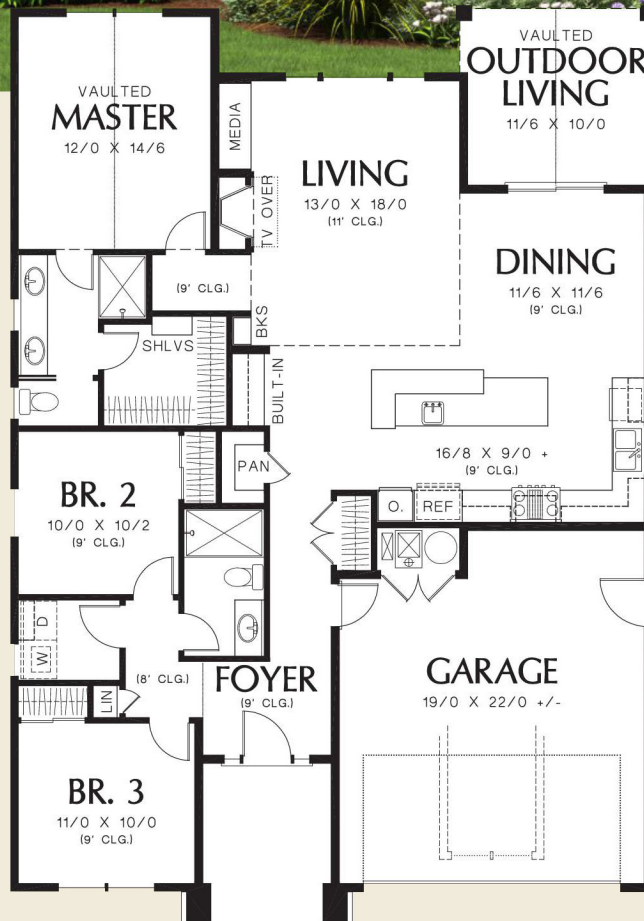 VAULTED
MASTER
12/0 X 14/6
MEDIA
TV OVER
LIVING
13/0 X 18/0
(11' CLG.)
VAULTED
OUTDOOR
LIVING
11/6 X 10/0
DINING
11/6 X 11/6
(9' CLG.)
(9' CLG.)
BKS
SHLVS
BUILT-IN
16/8 X 9/0 +
(9' CLG.)
PAN
O.
REF
BR. 2
10/0 X 10/2
(9' CLG.)
D
W
(8' CLG.)
LIN
FOYER
(9' CLG.)
GARAGE
19/0 X 22/0 +/-
BR. 3
11/0 X 10/0
(9' CLG.)